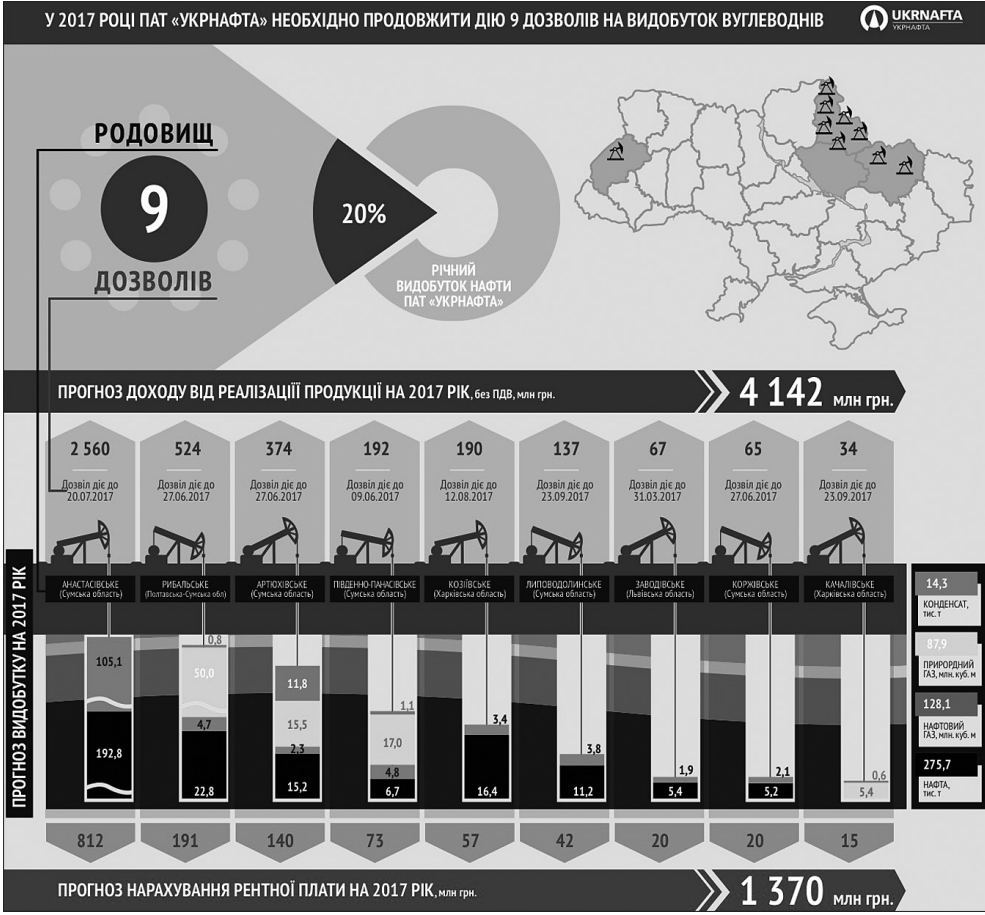 У 2017 РОЦІ ПАТ «УКРНАФТА» НЕОБХІДНО ПРОДОВЖИТИ ДІЮ 9 ДОЗВОЛІВ НА ВИДОБУТОК ВУГЛЕВОДНІВ
UKRNAFTA
УКРНАФТА
РОДОВИЩ
9
ДОЗВОЛІВ
20%
РІЧНИЙ
ВИДОБУТОК НАФТИ
ПАТ «УКРНАФТА»
ПРОГНОЗ ДОХОДУ ВІД РЕАЛІЗАЦІЇ ПРОДУКЦІЇ НА 2017 РІК, без ПДВ, млн грн.
4 142 млн грн.
2 560
524
374
192
190
137
67
65
34
Дозвіл діє до
20.07.2017
Дозвіл діє до
27.06.2017
Дозвіл діє до
27.06.2017
Дозвіл діє до
09.06.2017
Дозвіл діє до
12.08.2017
Дозвіл діє до
23.09.2017
Дозвіл діє до
31.03.2017
Дозвіл діє до
27.06.2017
Дозвіл діє до
23.09.2017
ПРОГНОЗ ВИДОБУТКУ НА 2017 РІК
АНАСТАСІВСЬКЕ
(Сумська область)
РИБАЛЬСЬКЕ
(Полтавська-Сумська обл)
АРТЮХІВСЬКЕ
(Сумська область)
ПІВДЕННО-ПАНАСІВСЬКЕ
(Сумська область)
КОЗІЇВСЬКЕ
(Харківська область)
ЛИПОВОДОЛИНСЬКЕ
(Сумська область)
ЗАВОДІВСЬКЕ
(Львівська область)
КОРЖІВСЬКЕ
(Сумська область)
КАЧАЛІВСЬКЕ
(Харківська область)
105,1
192,8
0,8
50,0
4,7
22,8
11,8
15,5
2,3
15,2
1,1
17,0
4,8
6,7
3,4
16,4
3,8
11,2
1,9
5,4
2,1
5,2
0,6
5,4
14,3
КОНДЕНСАТ,
тис. т
87,9
ПРИРОРДНИЙ
ГАЗ, млн. куб. м
128,1
НАФТОВИЙ
ГАЗ, млн. куб. м
275,7
НАФТА,
тис. т
812
191
140
73
57
42
20
20
15
ПРОГНОЗ НАРАХУВАННЯ РЕНТНОЇ ПЛАТИ НА 2017 РІК, млн грн.
1 370 млн грн.